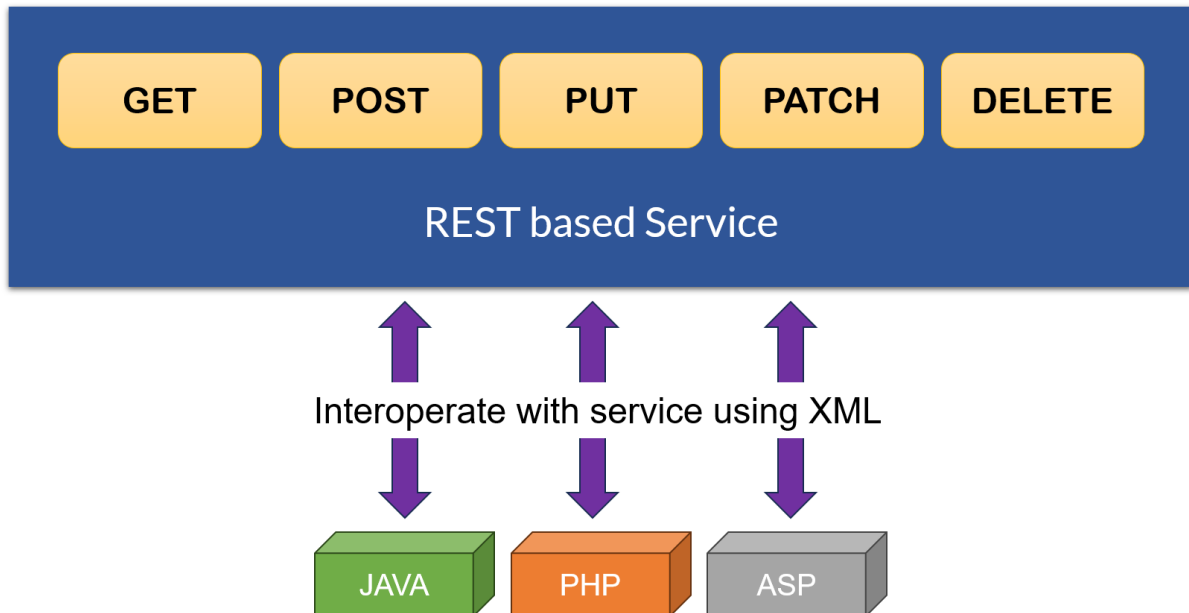 GET POST PUT PATCH DELETE
REST based Service
Interoperate with service using XML
JAVA PHP ASP